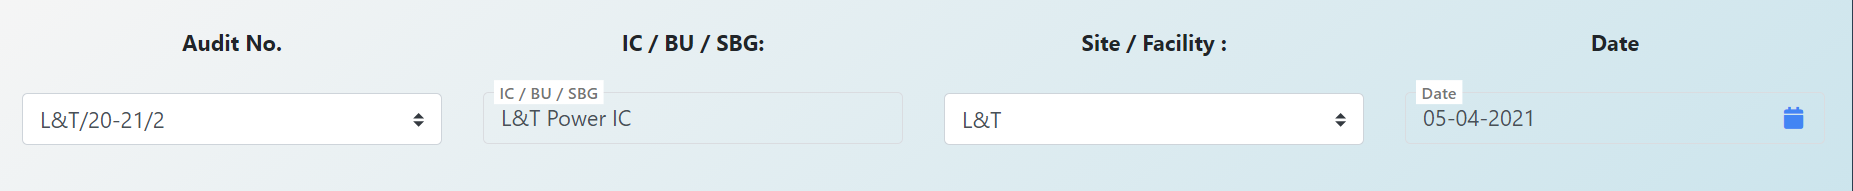 Audit No.
IC / BU / SBG:
Site / Facility :
Date
L&T/20-21/2
IC / BU / SBG
L&T Power IC
L&T
Date
05-04-2021